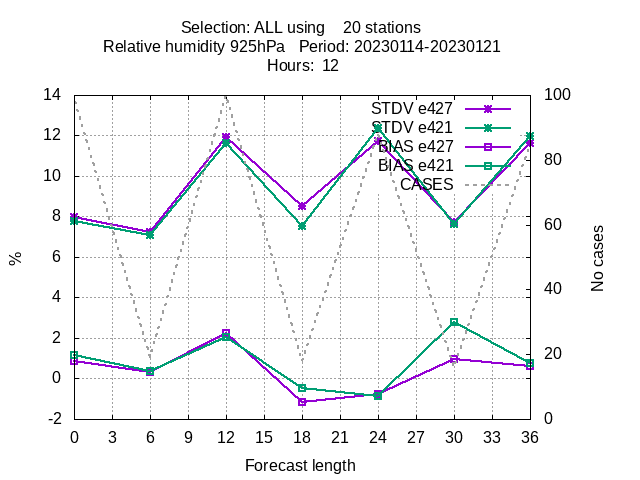 Selection: ALL using 20 stations
Relative humidity 925hPa Period: 20230114-20230121
Hours: 12
14
12
10
8
6
4
2
0
-2
%
STDV e427
STDV e421
BIAS e427
BIAS e421
CASES
100
80
60
40
20
0
No cases
0 3 6 9 12 15 18 21 24 27 30 33 36
Forecast length